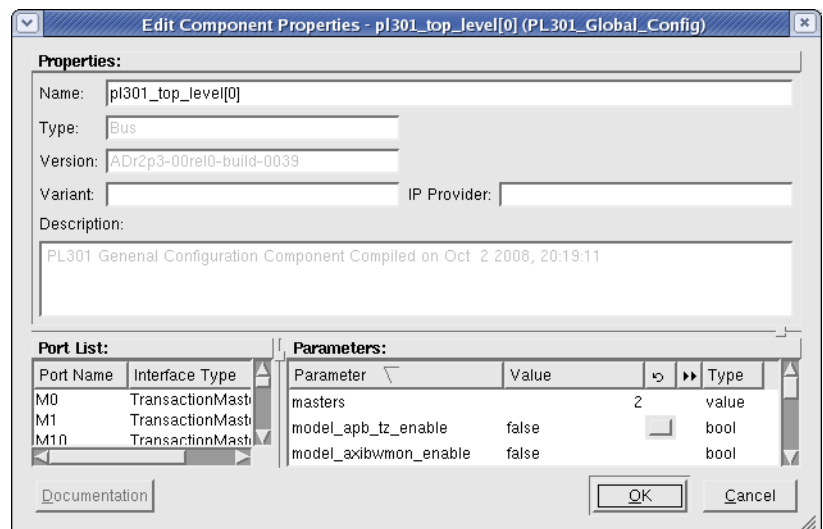 Edit Component Properties - pl301_top_level[0] (PL301_Global_Config)
Properties:
Name: pl301_top_level[0]
Type: Bus
Version: ADr2p3-00rel0-build-0039
Variant: IP Provider:
Description:
PL301 General Configuration Component Compiled on Oct 2 2008, 20:19:11
Port List: Parameters:
Port Name Interface Type Parameter Value Type
M0 TransactionMast masters 2 value
M1 TransactionMast model_apb_tz_enable false bool
M10 TransactionMast model_axibwmon_enable false bool
Documentation OK Cancel